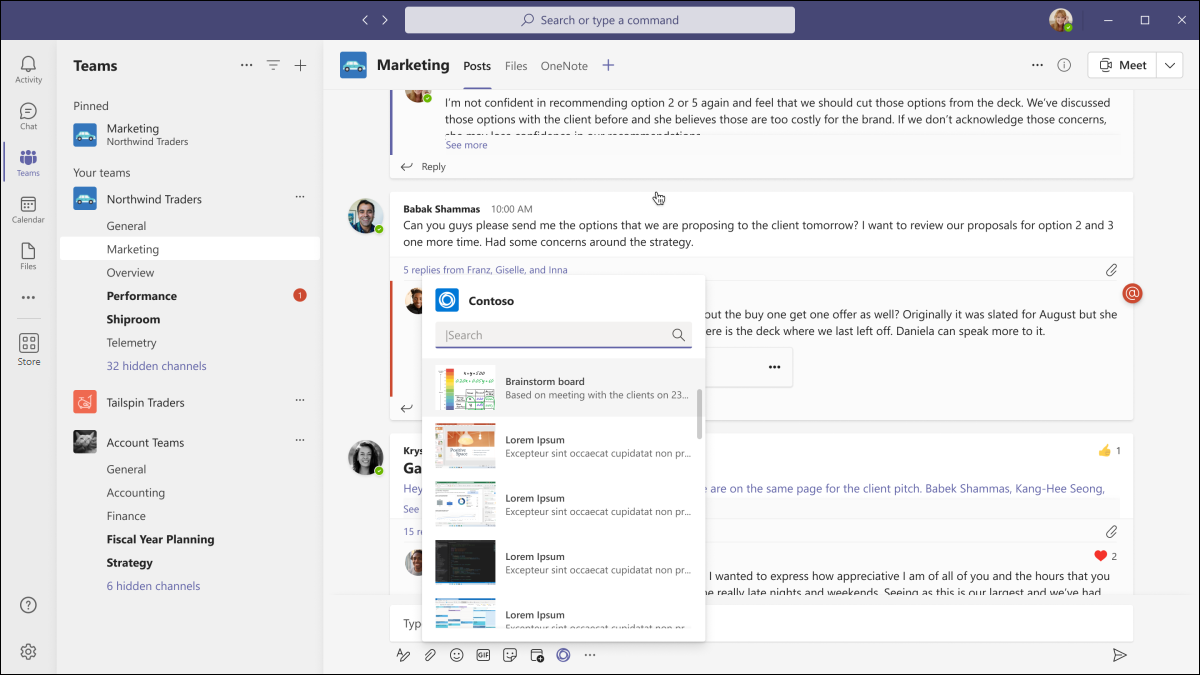 Search or type a command
Activity
Chat
Teams
Calendar
Files
Store
Teams
Pinned
Marketing
Northwind Traders
Your teams
Northwind Traders
General
Marketing
Overview
Performance
1
Shiproom
Telemetry
32 hidden channels
Tailspin Traders
Account Teams
General
Accounting
Finance
Fiscal Year Planning
Strategy
6 hidden channels
Marketing
Posts
Files
OneNote
Meet
I'm not confident in recommending option 2 or 5 again and feel that we should cut those options from the deck. We've discussed
those options with the client before and she believes those are too costly for the brand. If we don't acknowledge those concerns,
she may lose confidence in our recommendations
See more
Reply
Babak Shammas 10:00 AM
Can you guys please send me the options that we are proposing to the client tomorrow? I want to review our proposals for option 2 and 3
one more time. Had some concerns around the strategy.
5 replies from Franz, Giselle, and Inna
out the buy one get one offer as well? Originally it was slated for August but she
ere is the deck where we last left off. Daniela can speak more to it.
Contoso
Search
Brainstorm board
Based on meeting with the clients on 23...
Lorem Ipsum
Excepteur sint occaecat cupidatat non pr...
Lorem Ipsum
Excepteur sint occaecat cupidatat non pr...
Lorem Ipsum
Excepteur sint occaecat cupidatat non pr...
Lorem Ipsum
Excepteur sint occaecat cupidatat non pr...
Krys
1
Ga
Hey
e are on the same page for the client pitch. Babek Shammas, Kang-Hee Seong,
See
15 re
2
I wanted to express how appreciative I am of all of you and the hours that you
e really late nights and weekends. Seeing as this is our largest and we've had
Typ
GIF